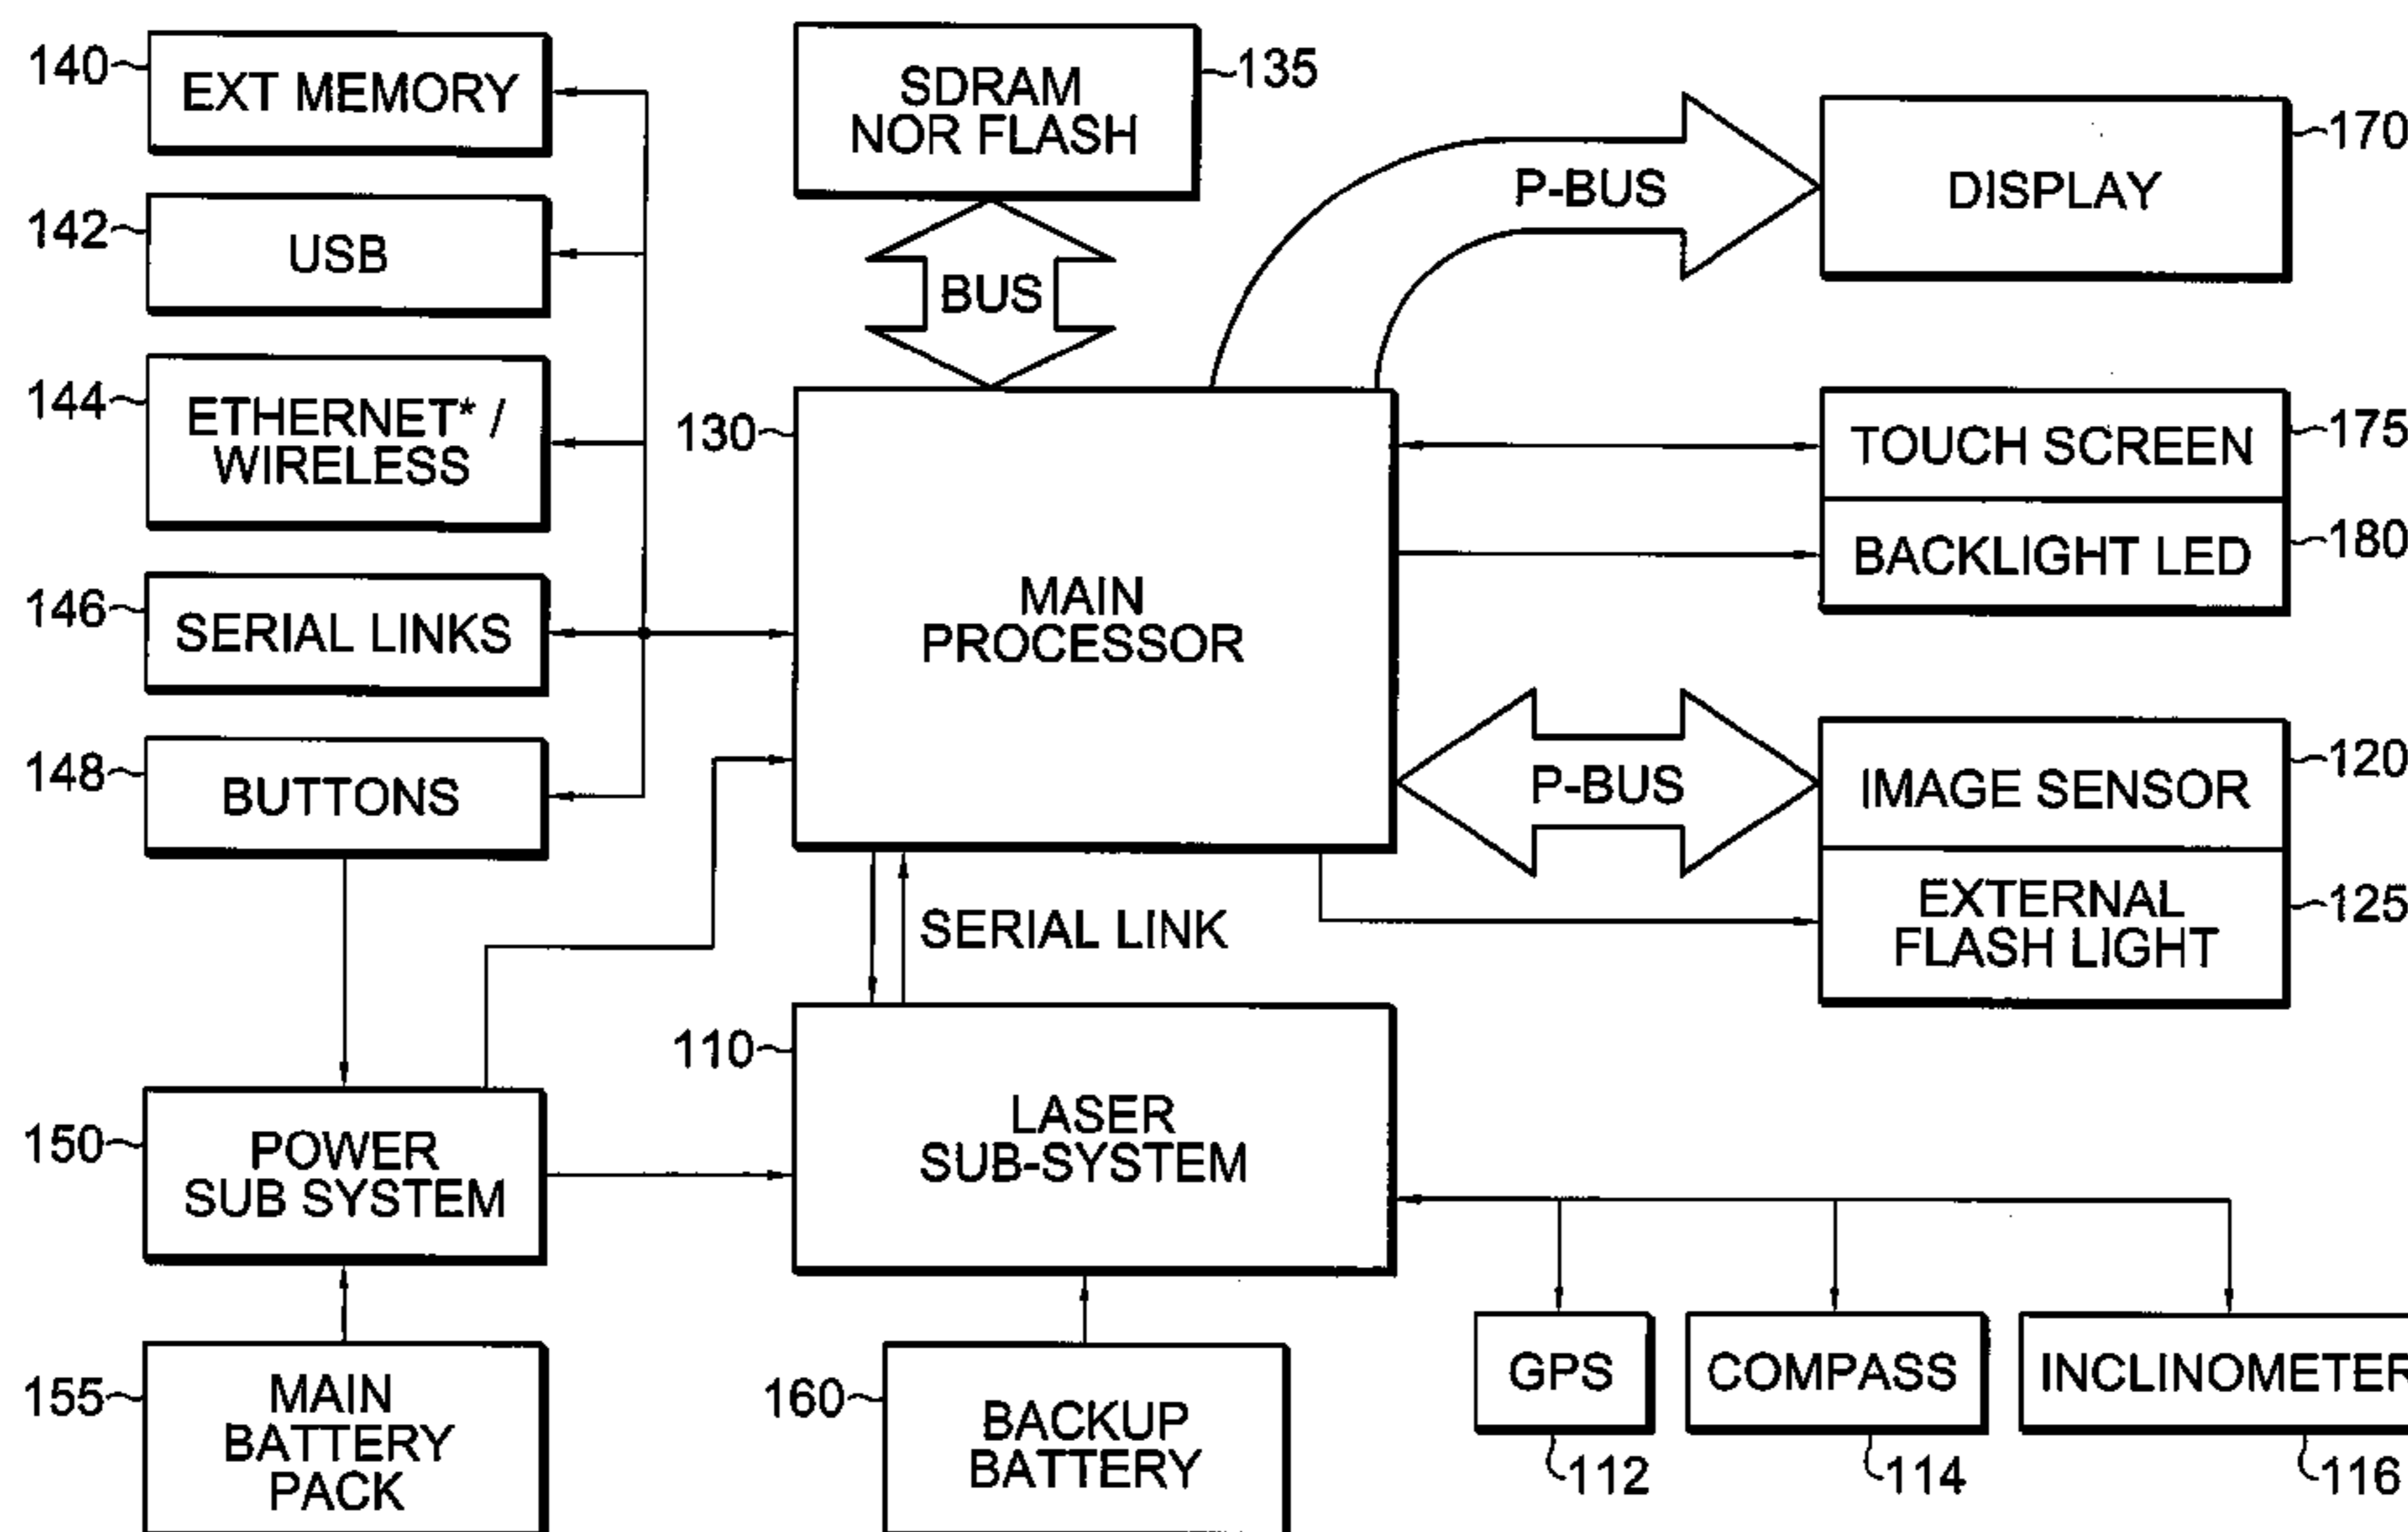 140
EXT MEMORY
SDRAM
NOR FLASH
135
P-BUS
DISPLAY
170
142
USB
BUS
144
ETHERNET* /
WIRELESS
130
MAIN
PROCESSOR
TOUCH SCREEN
175
BACKLIGHT LED
180
146
SERIAL LINKS
148
BUTTONS
P-BUS
IMAGE SENSOR
120
EXTERNAL
FLASH LIGHT
125
SERIAL LINK
110
LASER
SUB-SYSTEM
150
POWER
SUB SYSTEM
155
MAIN
BATTERY
PACK
160
BACKUP
BATTERY
GPS
COMPASS
INCLINOMETER
112
114
116